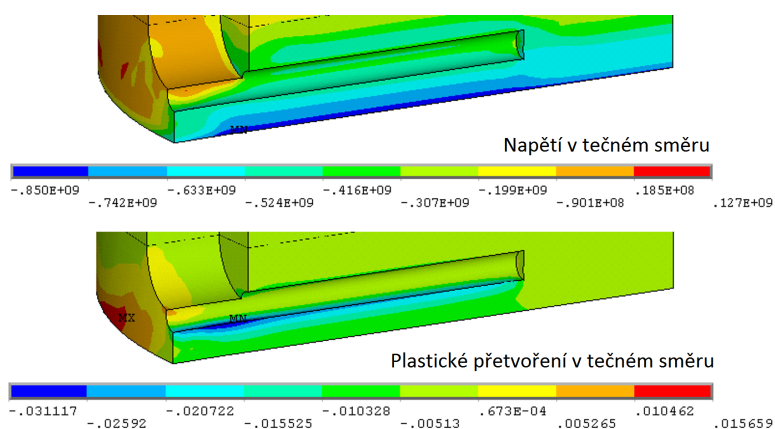 MN
Napětí v tečném směru
-.850E+09 -.633E+09 -.416E+09 -.199E+09 .185E+08
-.742E+09 -.524E+09 -.307E+09 -.901E+08 .127E+09
MX MN
Plastické přetvoření v tečném směru
-.031117 -.020722 -.010328 .673E-04 .010462
-.02592 -.015525 -.00513 .005265 .015659